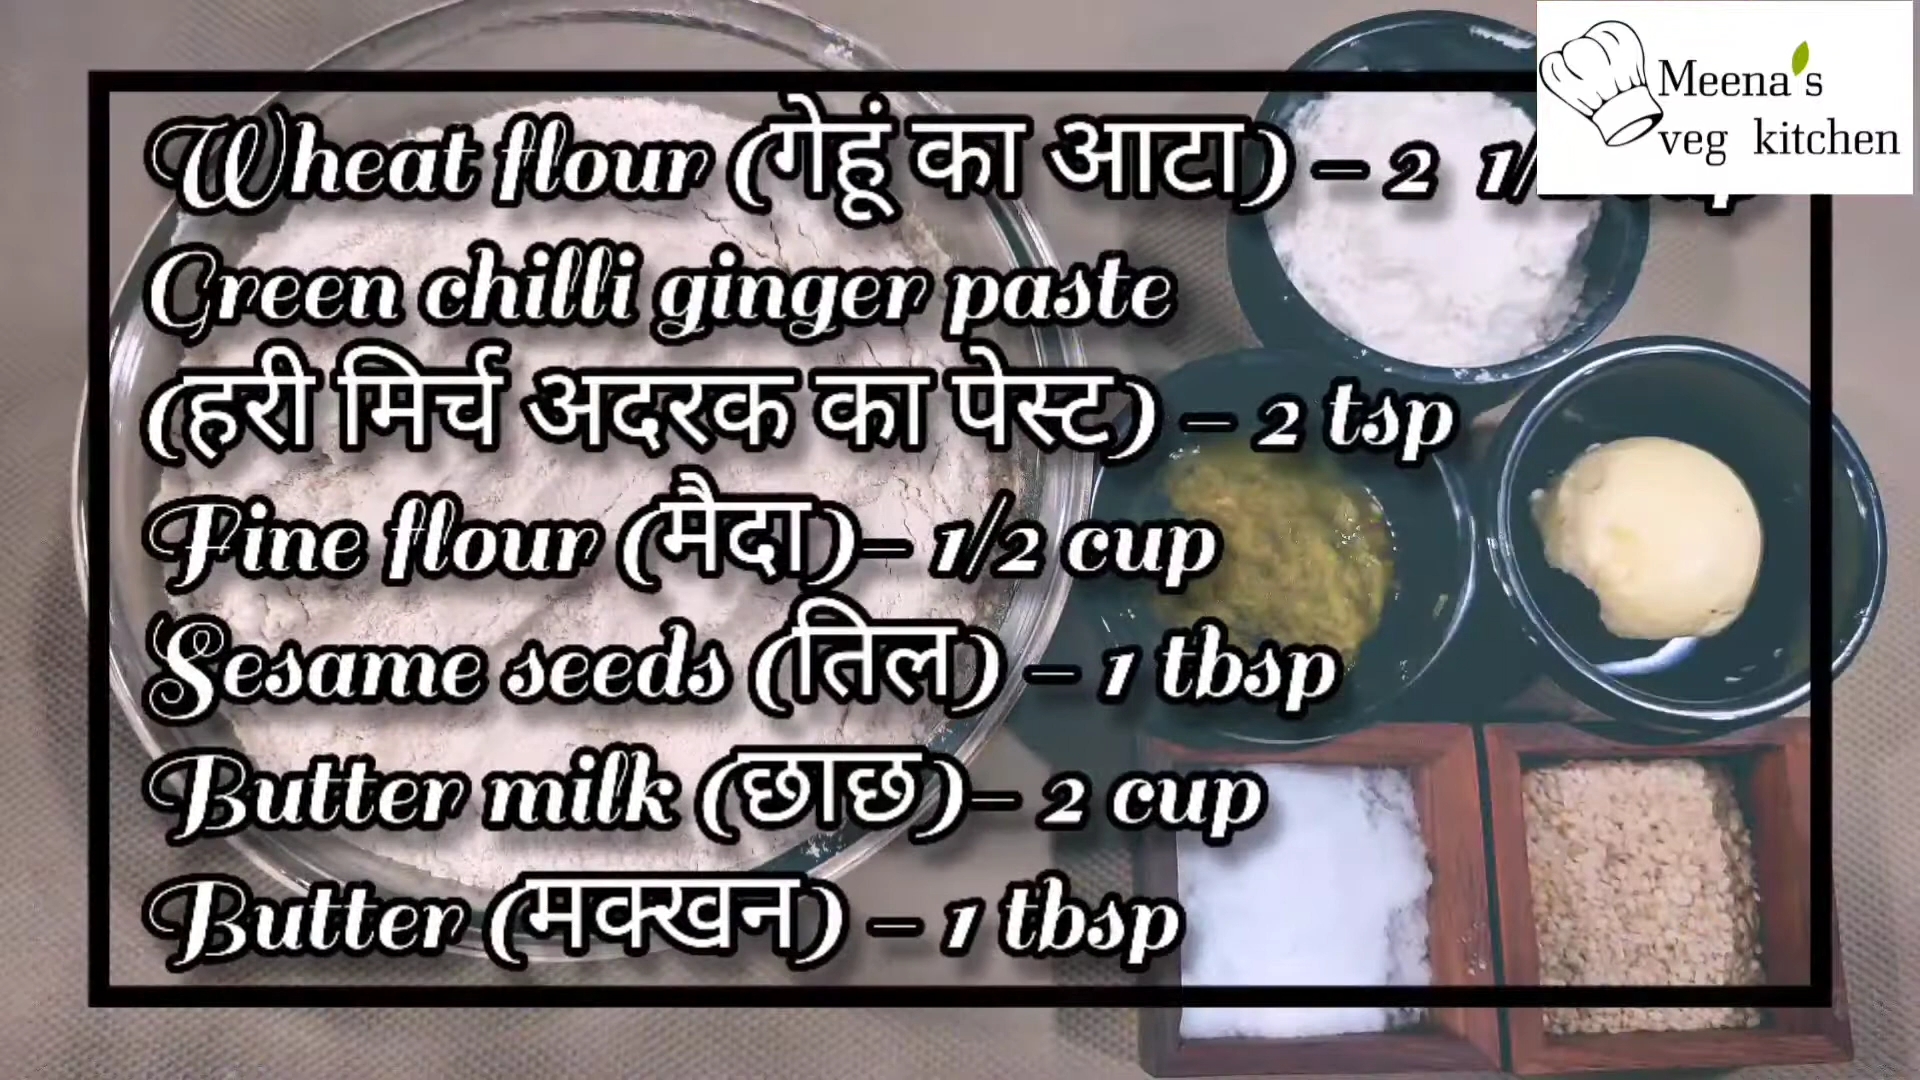 Wheat flour (गेहूं का आटा) – 2 1/
Green chilli ginger paste
(हरी मिर्च अदरक का पेस्ट) – 2 tsp
Fine flour (मैदा)– 1/2 cup
Sesame seeds (तिल) – 1 tbsp
Butter milk (छाछ)– 2 cup
Butter (मक्खन) – 1 tbsp
Meena's
veg kitchen